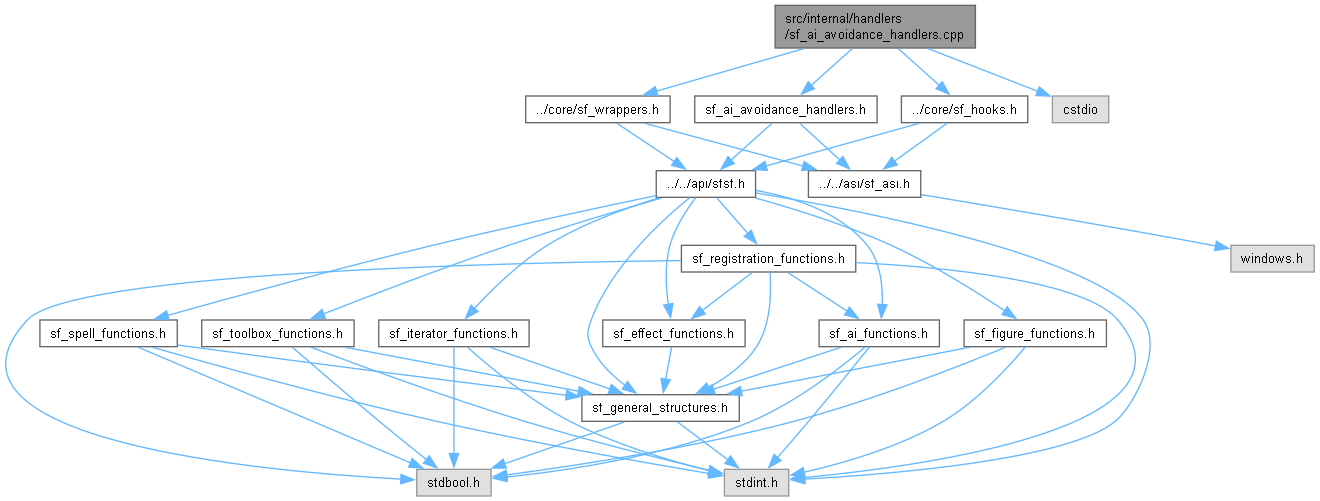 src/internal/handlers
/sf_ai_avoidance_handlers.cpp
../core/sf_wrappers.h
sf_ai_avoidance_handlers.h
../core/sf_hooks.h
cstdio
../../api/sfsf.h
../../asi/sf_asi.h
sf_registration_functions.h
windows.h
sf_spell_functions.h
sf_toolbox_functions.h
sf_iterator_functions.h
sf_effect_functions.h
sf_ai_functions.h
sf_figure_functions.h
sf_general_structures.h
stdbool.h
stdint.h